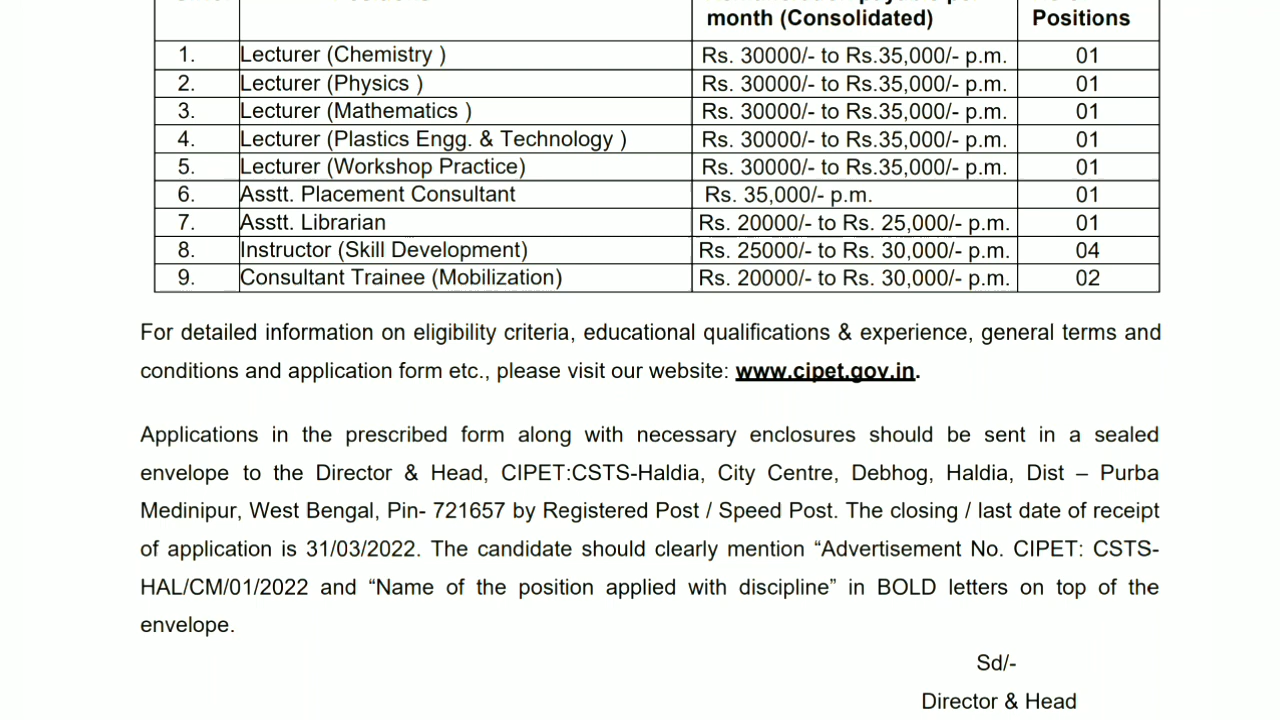 month (Consolidated)
Positions
1. Lecturer (Chemistry ) Rs. 30000/- to Rs.35,000/- p.m. 01
2. Lecturer (Physics ) Rs. 30000/- to Rs.35,000/- p.m. 01
3. Lecturer (Mathematics ) Rs. 30000/- to Rs.35,000/- p.m. 01
4. Lecturer (Plastics Engg. & Technology ) Rs. 30000/- to Rs.35,000/- p.m. 01
5. Lecturer (Workshop Practice) Rs. 30000/- to Rs.35,000/- p.m. 01
6. Asstt. Placement Consultant Rs. 35,000/- p.m. 01
7. Asstt. Librarian Rs. 20000/- to Rs. 25,000/- p.m. 01
8. Instructor (Skill Development) Rs. 25000/- to Rs. 30,000/- p.m. 04
9. Consultant Trainee (Mobilization) Rs. 20000/- to Rs. 30,000/- p.m. 02
For detailed information on eligibility criteria, educational qualifications & experience, general terms and
conditions and application form etc., please visit our website: www.cipet.gov.in.
Applications in the prescribed form along with necessary enclosures should be sent in a sealed
envelope to the Director & Head, CIPET:CSTS-Haldia, City Centre, Debhog, Haldia, Dist – Purba
Medinipur, West Bengal, Pin- 721657 by Registered Post / Speed Post. The closing / last date of receipt
of application is 31/03/2022. The candidate should clearly mention “Advertisement No. CIPET: CSTS-
HAL/CM/01/2022 and “Name of the position applied with discipline” in BOLD letters on top of the
envelope.
Sd/-
Director & Head